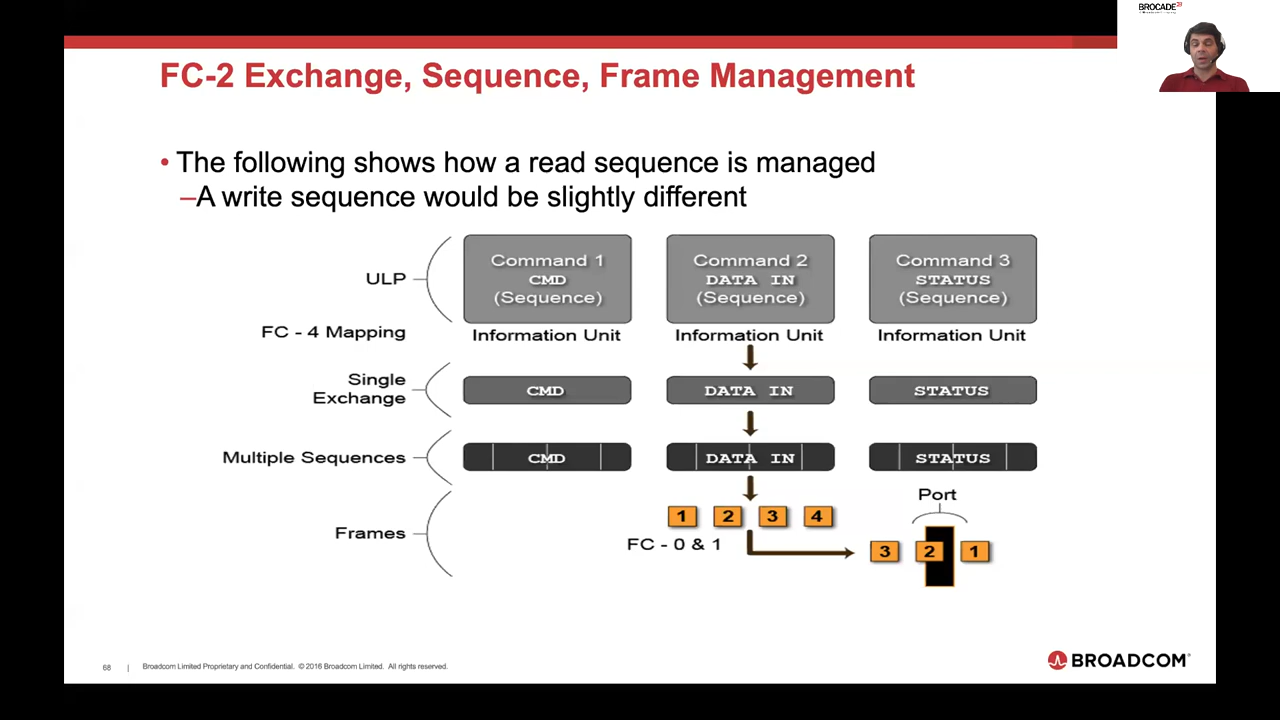 BROCADE
FC-2 Exchange, Sequence, Frame Management
• The following shows how a read sequence is managed
–A write sequence would be slightly different
ULP
Command 1
CMD
(Sequence)
Command 2
DATA IN
(Sequence)
Command 3
STATUS
(Sequence)
FC - 4 Mapping
Information Unit
Information Unit
Information Unit
Single
Exchange
CMD
DATA IN
STATUS
Multiple Sequences
CMD
DATA IN
STATUS
Frames
1 2 3 4
FC - 0 & 1
Port
3 2 1
68 | Broadcom Limited Proprietary and Confidential. © 2016 Broadcom Limited. All rights reserved.
BROADCOM